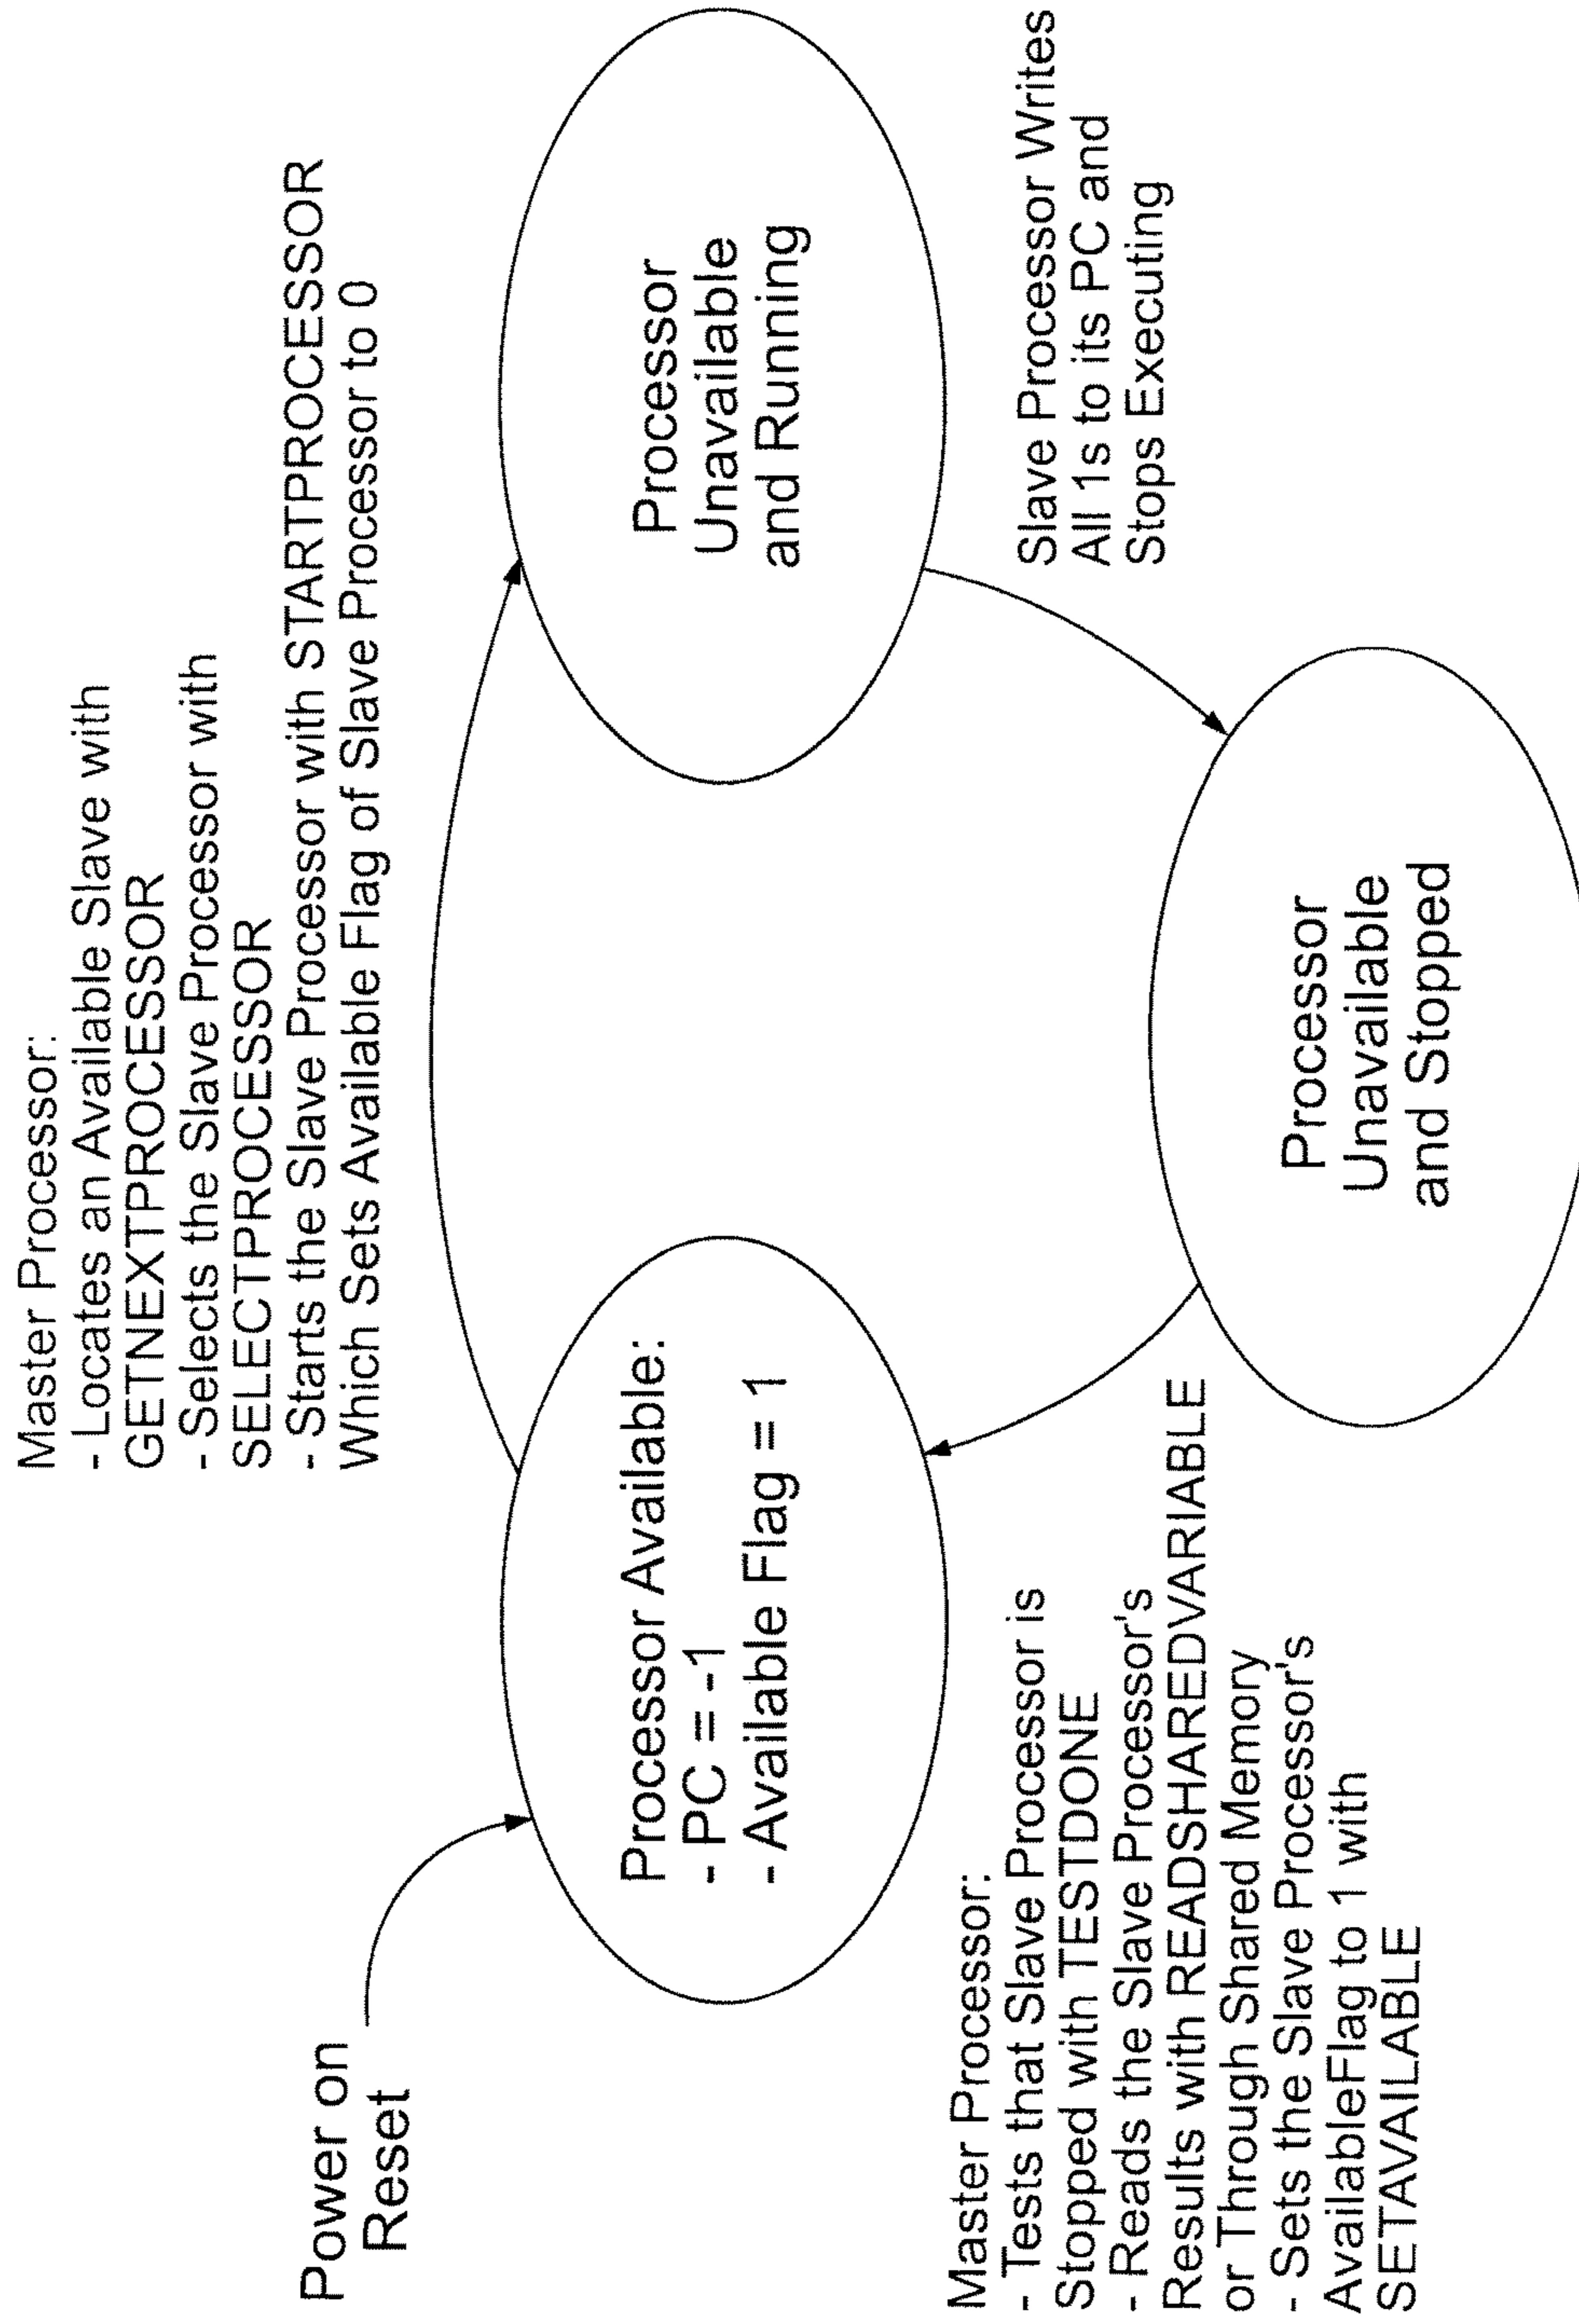 Master Processor:
- Locates an Available Slave with
GETNEXTPROCESSOR
- Selects the Slave Processor with
SELECTPROCESSOR
- Starts the Slave Processor with STARTPROCESSOR
Which Sets Available Flag of Slave Processor to 0
Power on
Reset
Processor Available:
- PC = -1
- Available Flag = 1
Processor
Unavailable
and Running
Master Processor:
- Tests that Slave Processor is
Stopped with TESTDONE
- Reads the Slave Processor's
Results with READSHAREDVARIABLE
or Through Shared Memory
- Sets the Slave Processor's
AvailableFlag to 1 with
SETAVAILABLE
Slave Processor Writes
All 1s to its PC and
Stops Executing
Processor
Unavailable
and Stopped